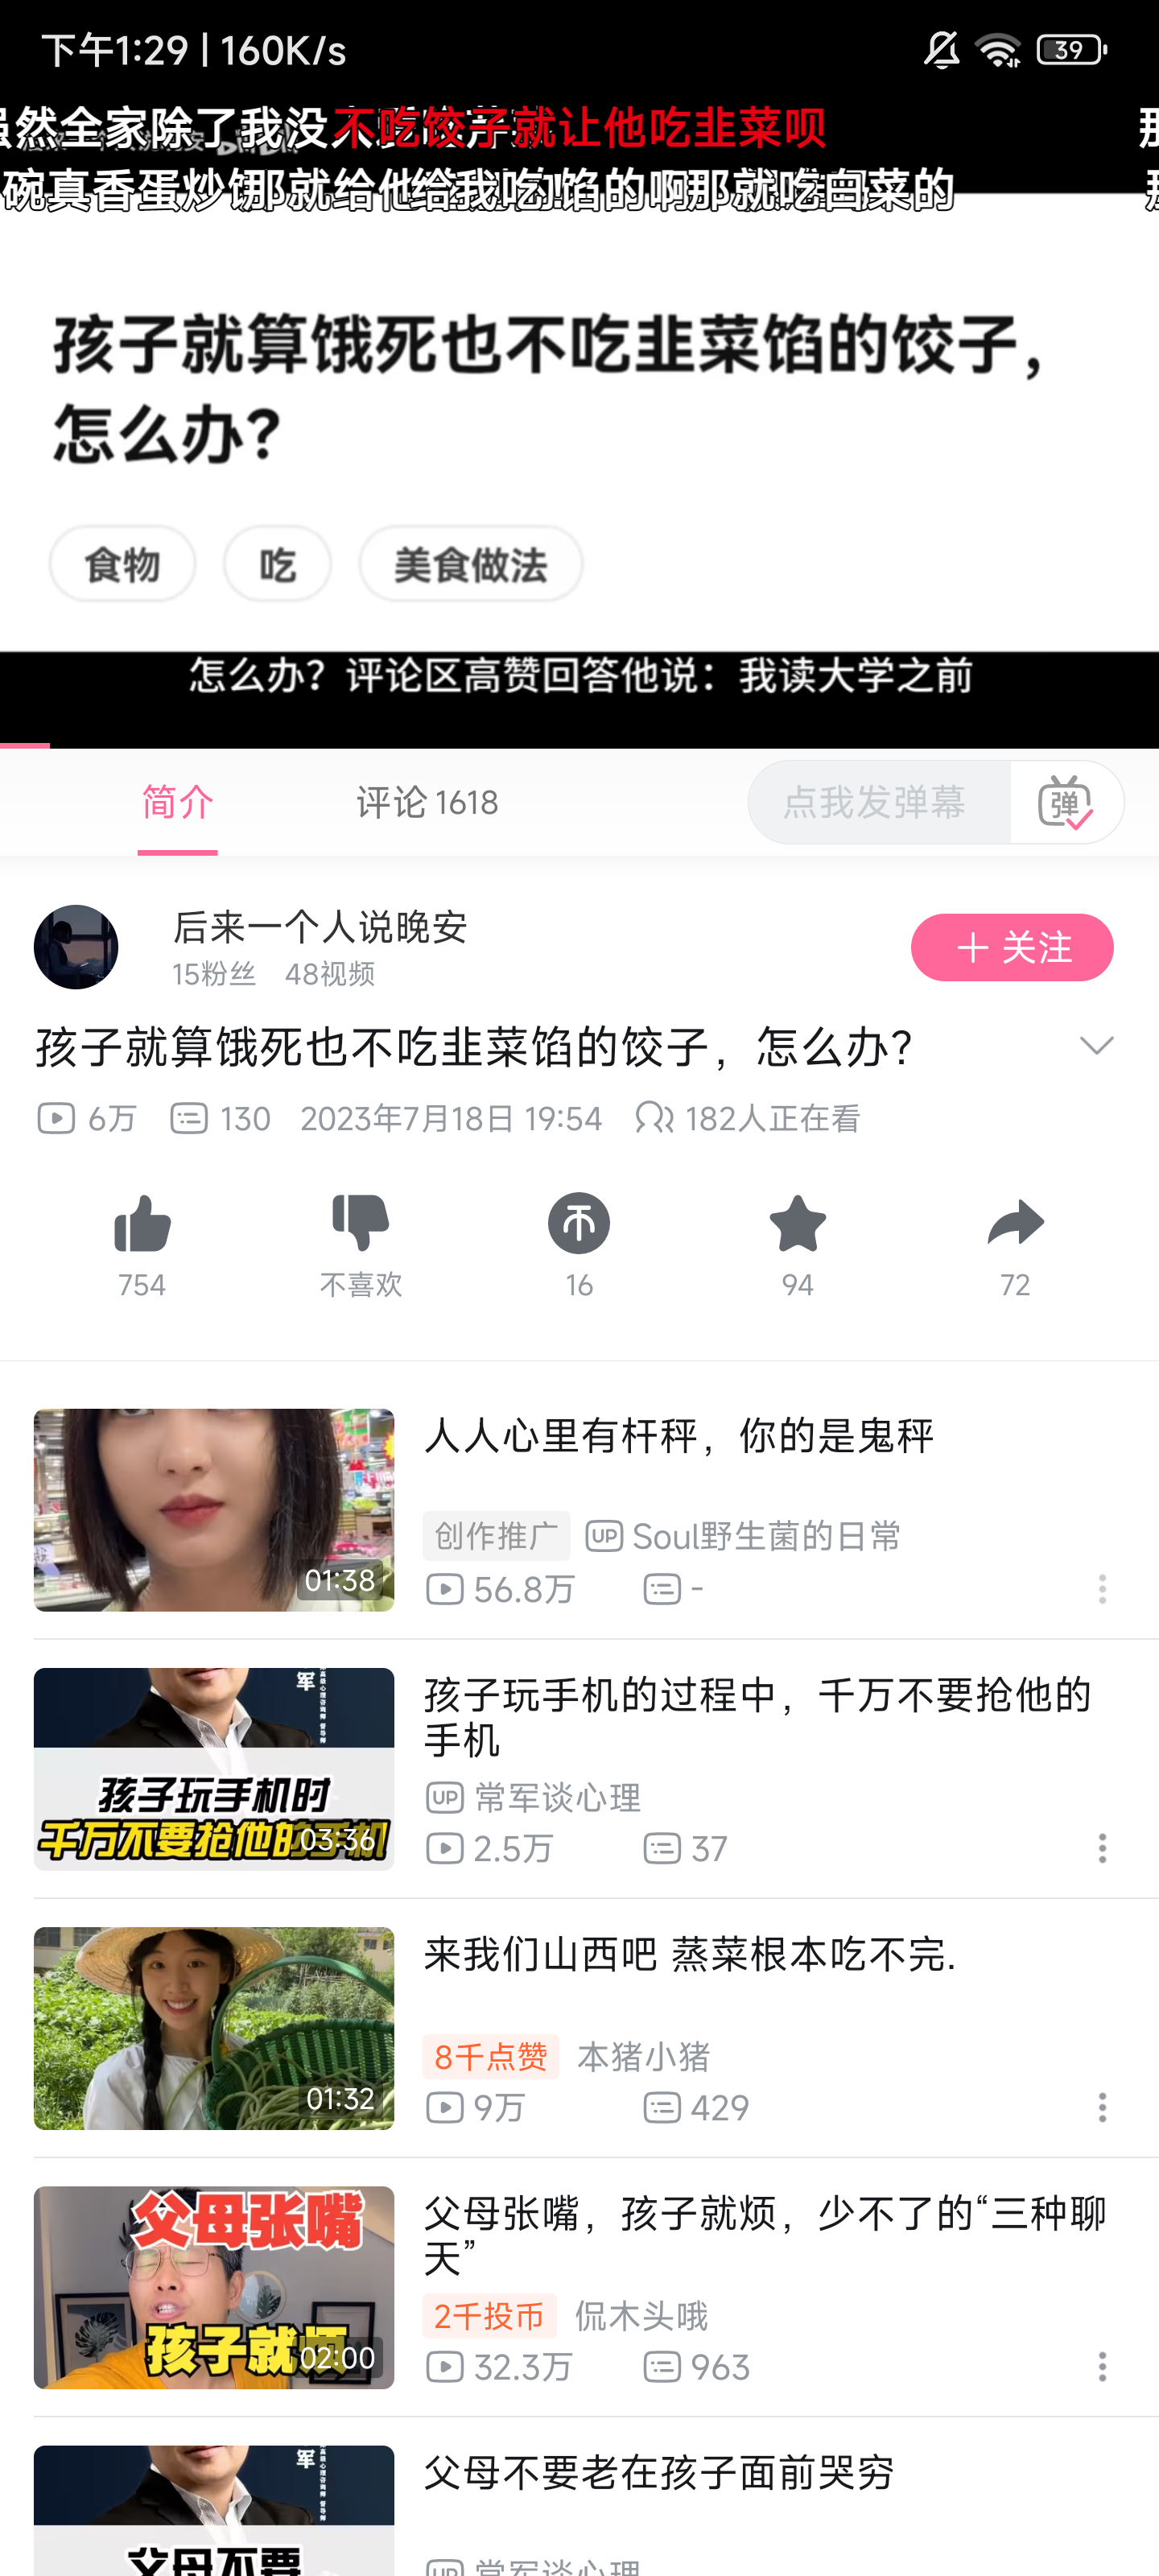 下午1:29 | 160K/s
39
虽然全家除了我没
不吃饺子就让他吃韭菜呗
碗真香蛋炒
那就给他
给我吃
馅的啊
那就吃白菜的
孩子就算饿死也不吃韭菜馅的饺子，
怎么办？
食物 吃 美食做法
怎么办？评论区高赞回答他说：我读大学之前
简介 评论 1618 点我发弹幕 弹
后来一个人说晚安
+ 关注
15粉丝 48视频
孩子就算饿死也不吃韭菜馅的饺子，怎么办？
6万 130 2023年7月18日 19:54 182人正在看
754 不喜欢 16 94 72
人人心里有杆秤，你的是鬼秤
创作推广 UP Soul野生菌的日常
01:38
56.8万 -
军
孩子玩手机的过程中，千万不要抢他的
手机
孩子玩手机时
千万不要抢他的手机
03:36
UP 常军谈心理
2.5万 37
来我们山西吧 蒸菜根本吃不完.
8千点赞 本猪小猪
01:32
9万 429
父母张嘴
孩子就烦
02:00
父母张嘴，孩子就烦，少不了的“三种聊
天”
2千投币 侃木头哦
32.3万 963
军
父母不要
父母不要老在孩子面前哭穷
UP 常军谈心理